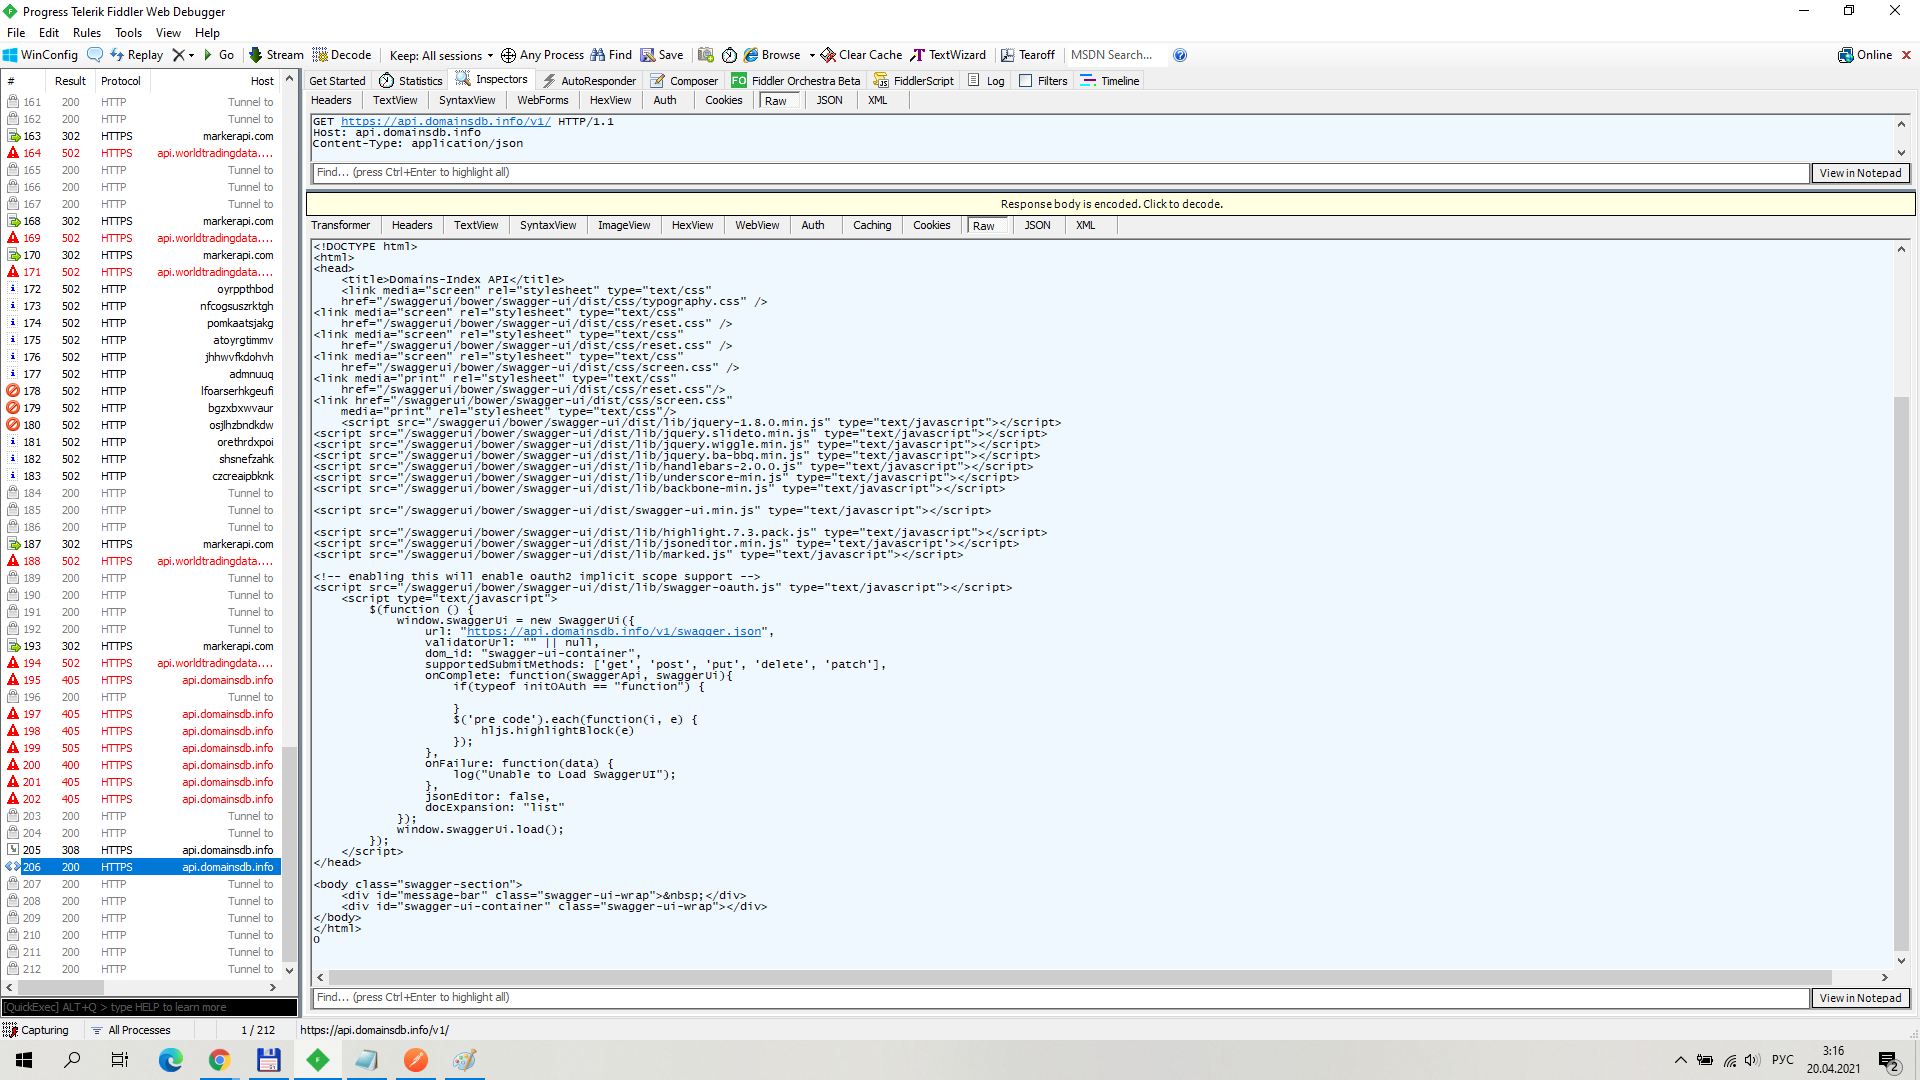 Progress Telerik Fiddler Web Debugger
File Edit Rules Tools View Help
WinConfig Replay Go Stream Decode Keep: All sessions Any Process Find Save Browse Clear Cache TextWizard Tearoff MSDN Search... Online
# Result Protocol Host
161 200 HTTP Tunnel to
162 200 HTTP Tunnel to
163 302 HTTPS markerapi.com
164 502 HTTPS api.worldtradingdata....
165 200 HTTP Tunnel to
166 200 HTTP Tunnel to
167 200 HTTP Tunnel to
168 302 HTTPS markerapi.com
169 502 HTTPS api.worldtradingdata....
170 302 HTTPS markerapi.com
171 502 HTTPS api.worldtradingdata....
172 502 HTTP oyrppthbod
173 502 HTTP nfcogsuszrktgh
174 502 HTTP pomkaatsjakg
175 502 HTTP atoyrgtimmv
176 502 HTTP jhhwvfkdohvh
177 502 HTTP admnuuq
178 502 HTTP lfoarserhkgeufi
179 502 HTTP bgzxbxwvaur
180 502 HTTP osjlhzbndkdw
181 502 HTTP orethrdxpoi
182 502 HTTP shsnefzahk
183 502 HTTP czcreaipbknk
184 200 HTTP Tunnel to
185 200 HTTP Tunnel to
186 200 HTTP Tunnel to
187 302 HTTPS markerapi.com
188 502 HTTPS api.worldtradingdata....
189 200 HTTP Tunnel to
190 200 HTTP Tunnel to
191 200 HTTP Tunnel to
192 200 HTTP Tunnel to
193 302 HTTPS markerapi.com
194 502 HTTPS api.worldtradingdata....
195 405 HTTPS api.domainsdb.info
196 200 HTTP Tunnel to
197 405 HTTPS api.domainsdb.info
198 405 HTTPS api.domainsdb.info
199 505 HTTPS api.domainsdb.info
200 400 HTTPS api.domainsdb.info
201 405 HTTPS api.domainsdb.info
202 405 HTTPS api.domainsdb.info
203 200 HTTP Tunnel to
204 200 HTTP Tunnel to
205 308 HTTPS api.domainsdb.info
206 200 HTTPS api.domainsdb.info
207 200 HTTP Tunnel to
208 200 HTTP Tunnel to
209 200 HTTP Tunnel to
210 200 HTTP Tunnel to
211 200 HTTP Tunnel to
212 200 HTTP Tunnel to
[QuickExec] ALT+Q > type HELP to learn more
Get Started Statistics Inspectors AutoResponder Composer FO Fiddler Orchestra Beta FiddlerScript Log Filters Timeline
Headers TextView SyntaxView WebForms HexView Auth Cookies Raw JSON XML
GET https://api.domainsdb.info/v1/ HTTP/1.1
Host: api.domainsdb.info
Content-Type: application/json
Find... (press Ctrl+Enter to highlight all) View in Notepad
Response body is encoded. Click to decode.
Transformer Headers TextView SyntaxView ImageView HexView WebView Auth Caching Cookies Raw JSON XML
<!DOCTYPE html>
<html>
<head>
<title>Domains-Index API</title>
<link media="screen" rel="stylesheet" type="text/css"
href="/swaggerui/bower/swagger-ui/dist/css/typography.css" />
<link media="screen" rel="stylesheet" type="text/css"
href="/swaggerui/bower/swagger-ui/dist/css/reset.css" />
<link media="screen" rel="stylesheet" type="text/css"
href="/swaggerui/bower/swagger-ui/dist/css/reset.css" />
<link media="screen" rel="stylesheet" type="text/css"
href="/swaggerui/bower/swagger-ui/dist/css/screen.css" />
<link media="print" rel="stylesheet" type="text/css"
href="/swaggerui/bower/swagger-ui/dist/css/reset.css"/>
<link href="/swaggerui/bower/swagger-ui/dist/css/screen.css"
media="print" rel="stylesheet" type="text/css"/>
<script src="/swaggerui/bower/swagger-ui/dist/lib/jquery-1.8.0.min.js" type="text/javascript"></script>
<script src="/swaggerui/bower/swagger-ui/dist/lib/jquery.slideto.min.js" type="text/javascript"></script>
<script src="/swaggerui/bower/swagger-ui/dist/lib/jquery.wiggle.min.js" type="text/javascript"></script>
<script src="/swaggerui/bower/swagger-ui/dist/lib/jquery.ba-bbq.min.js" type="text/javascript"></script>
<script src="/swaggerui/bower/swagger-ui/dist/lib/handlebars-2.0.0.js" type="text/javascript"></script>
<script src="/swaggerui/bower/swagger-ui/dist/lib/underscore-min.js" type="text/javascript"></script>
<script src="/swaggerui/bower/swagger-ui/dist/lib/backbone-min.js" type="text/javascript"></script>
<script src="/swaggerui/bower/swagger-ui/dist/swagger-ui.min.js" type="text/javascript"></script>
<script src="/swaggerui/bower/swagger-ui/dist/lib/highlight.7.3.pack.js" type="text/javascript"></script>
<script src="/swaggerui/bower/swagger-ui/dist/lib/jsoneditor.min.js" type='text/javascript'></script>
<script src="/swaggerui/bower/swagger-ui/dist/lib/marked.js" type="text/javascript"></script>
<!-- enabling this will enable oauth2 implicit scope support -->
<script src="/swaggerui/bower/swagger-ui/dist/lib/swagger-oauth.js" type="text/javascript"></script>
<script type="text/javascript">
$(function () {
window.swaggerUi = new SwaggerUi({
url: "https://api.domainsdb.info/v1/swagger.json",
validatorUrl: "" || null,
dom_id: "swagger-ui-container",
supportedSubmitMethods: ['get', 'post', 'put', 'delete', 'patch'],
onComplete: function(swaggerApi, swaggerUi){
if(typeof initOAuth == "function") {
}
$('pre code').each(function(i, e) {
hljs.highlightBlock(e)
});
},
onFailure: function(data) {
log("Unable to Load SwaggerUI");
},
jsonEditor: false,
docExpansion: "list"
});
window.swaggerUi.load();
});
</script>
</head>
<body class="swagger-section">
<div id="message-bar" class="swagger-ui-wrap">&nbsp;</div>
<div id="swagger-ui-container" class="swagger-ui-wrap"></div>
</body>
</html>
0
Find... (press Ctrl+Enter to highlight all) View in Notepad
Capturing All Processes 1 / 212 https://api.domainsdb.info/v1/
РУС 3:16
20.04.2021 2